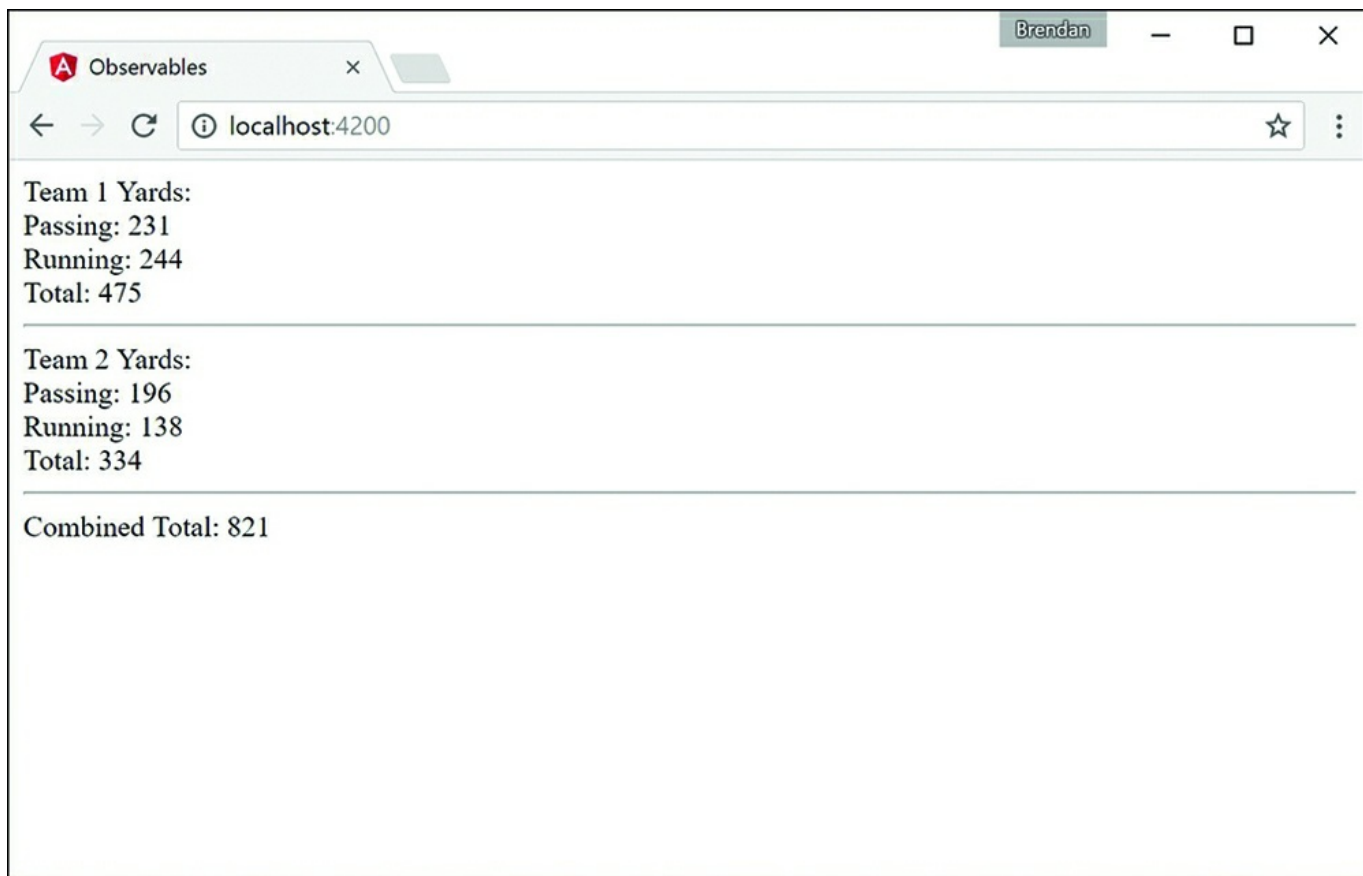 Brendan
Observables
localhost:4200
Team 1 Yards:
Passing: 231
Running: 244
Total: 475
Team 2 Yards:
Passing: 196
Running: 138
Total: 334
Combined Total: 821